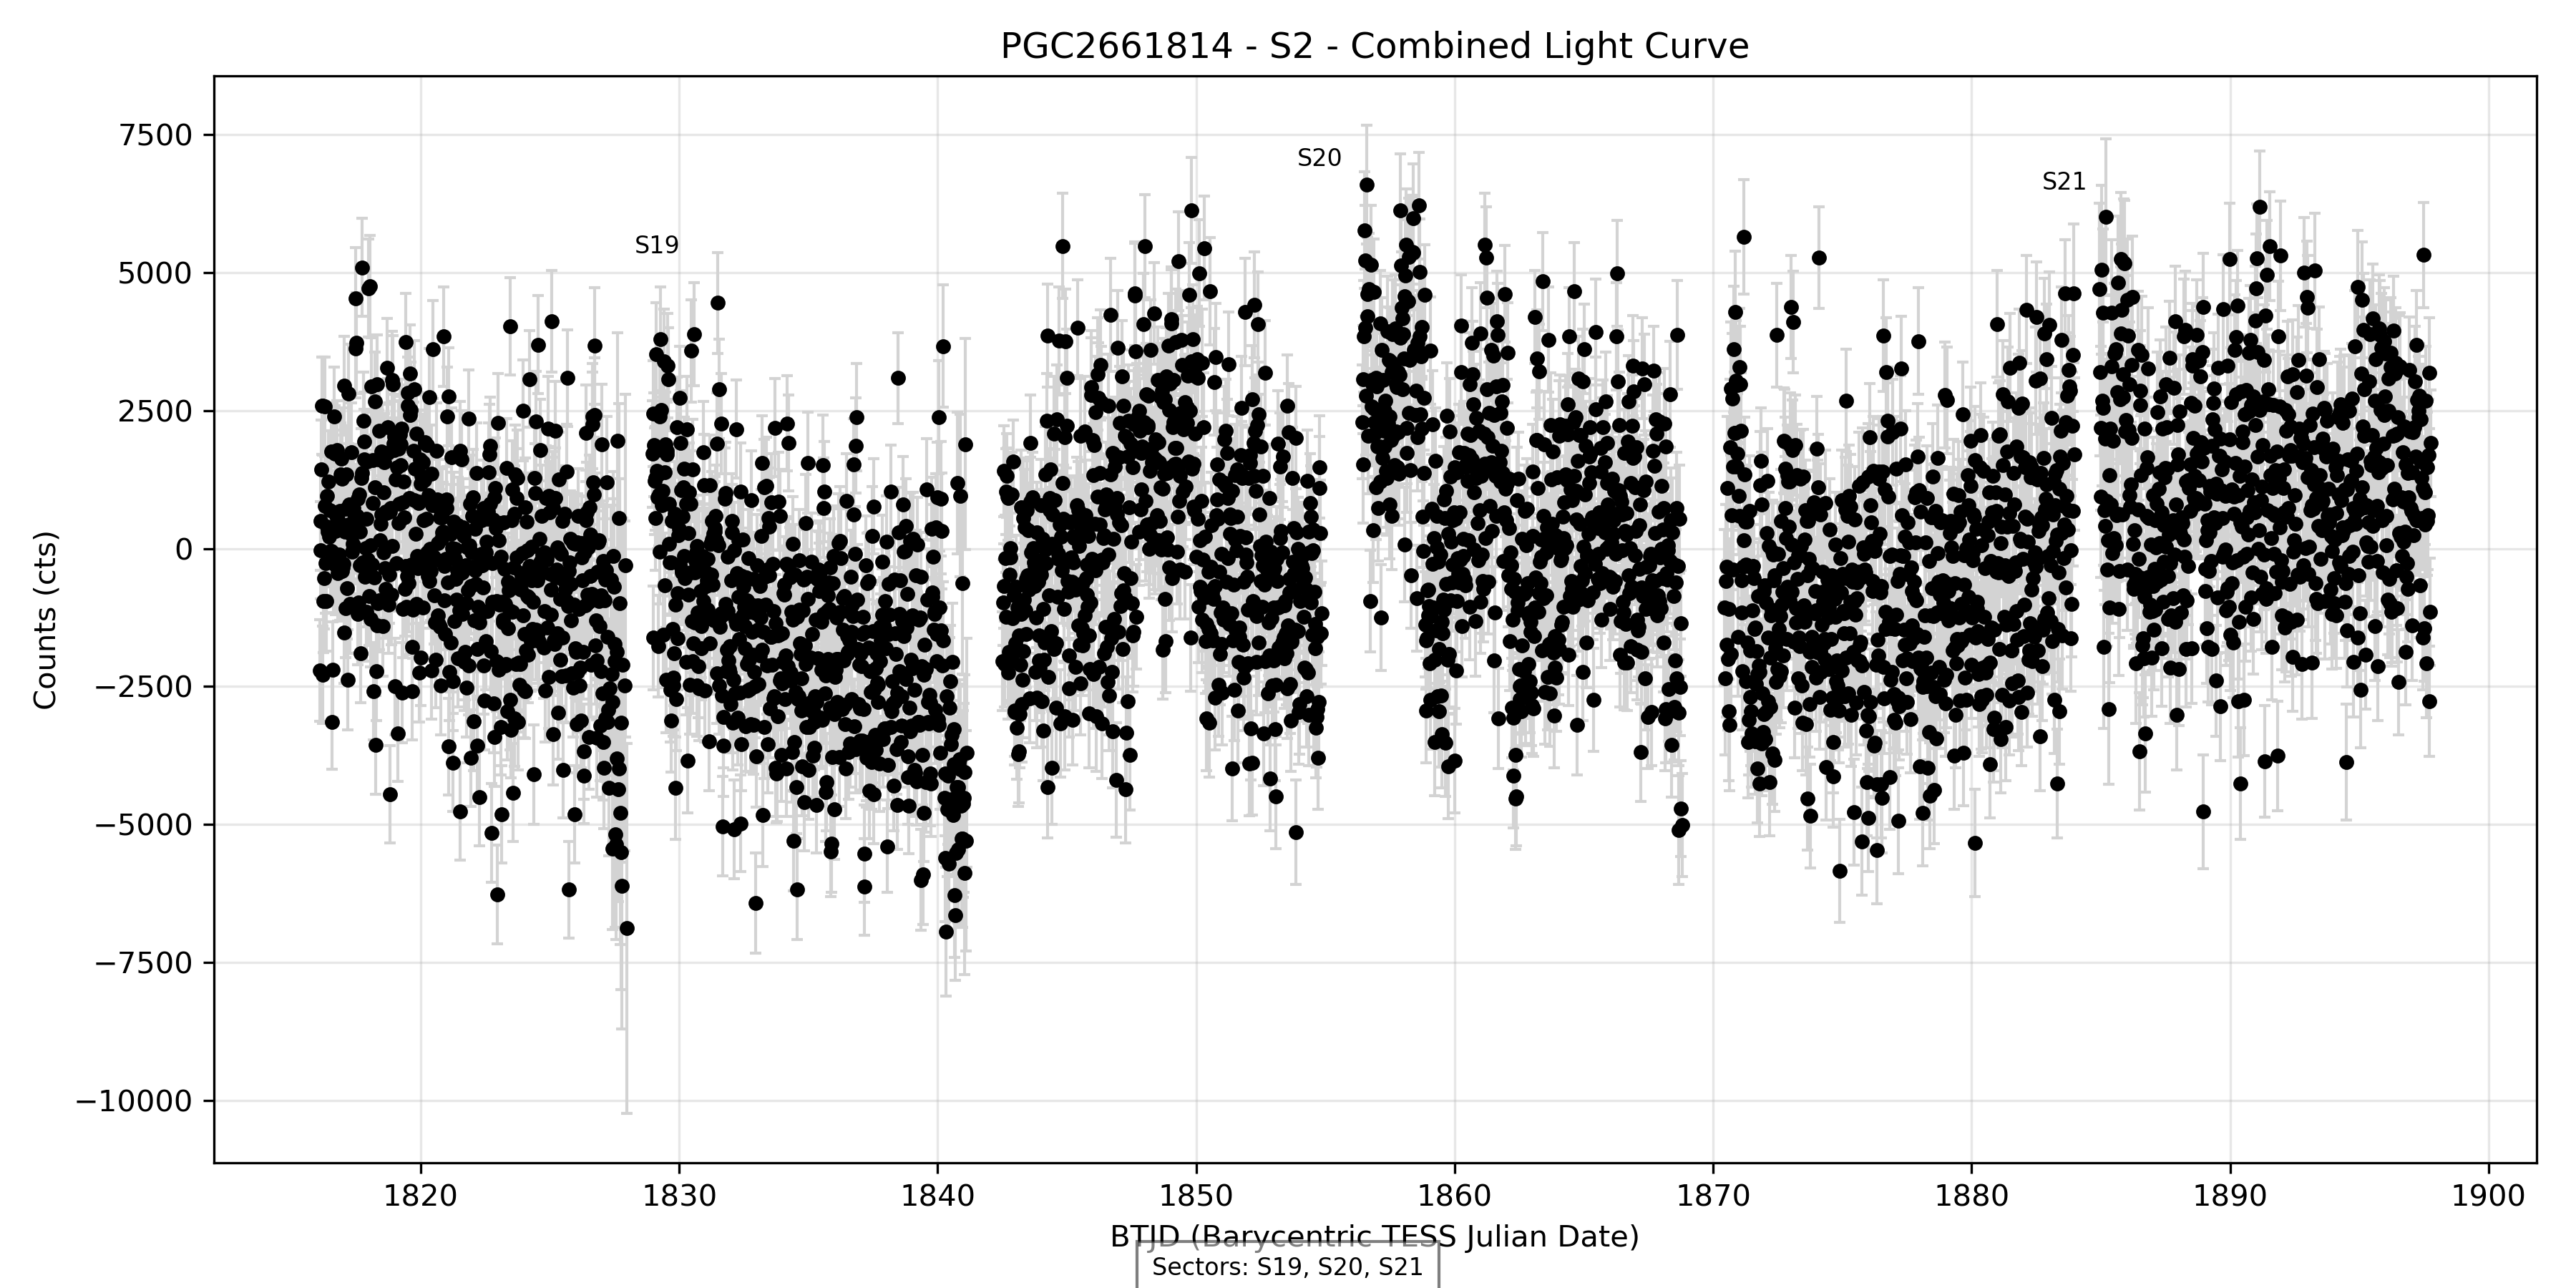 PGC2661814 - S2 - Combined Light Curve
7500
5000
2500
0
−2500
−5000
−7500
−10000
Counts (cts)
S19
S20
S21
1820 1830 1840 1850 1860 1870 1880 1890 1900
BTJD (Barycentric TESS Julian Date)
Sectors: S19, S20, S21